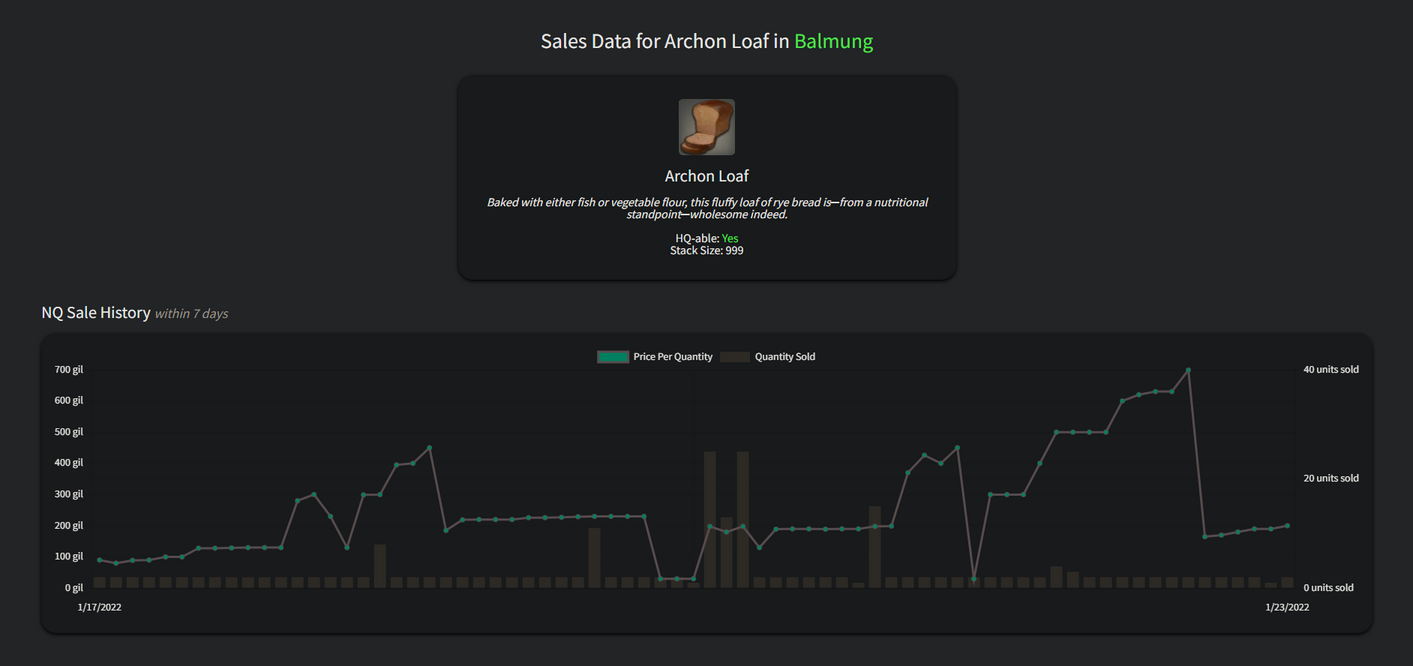 Sales Data for Archon Loaf in Balmung
Archon Loaf
Baked with either fish or vegetable flour, this fluffy loaf of rye bread is—from a nutritional
standpoint—wholesome indeed.
HQ-able: Yes
Stack Size: 999
NQ Sale History within 7 days
Price Per Quantity Quantity Sold
700 gil
600 gil
500 gil
400 gil
300 gil
200 gil
100 gil
0 gil
40 units sold
20 units sold
0 units sold
1/17/2022
1/23/2022